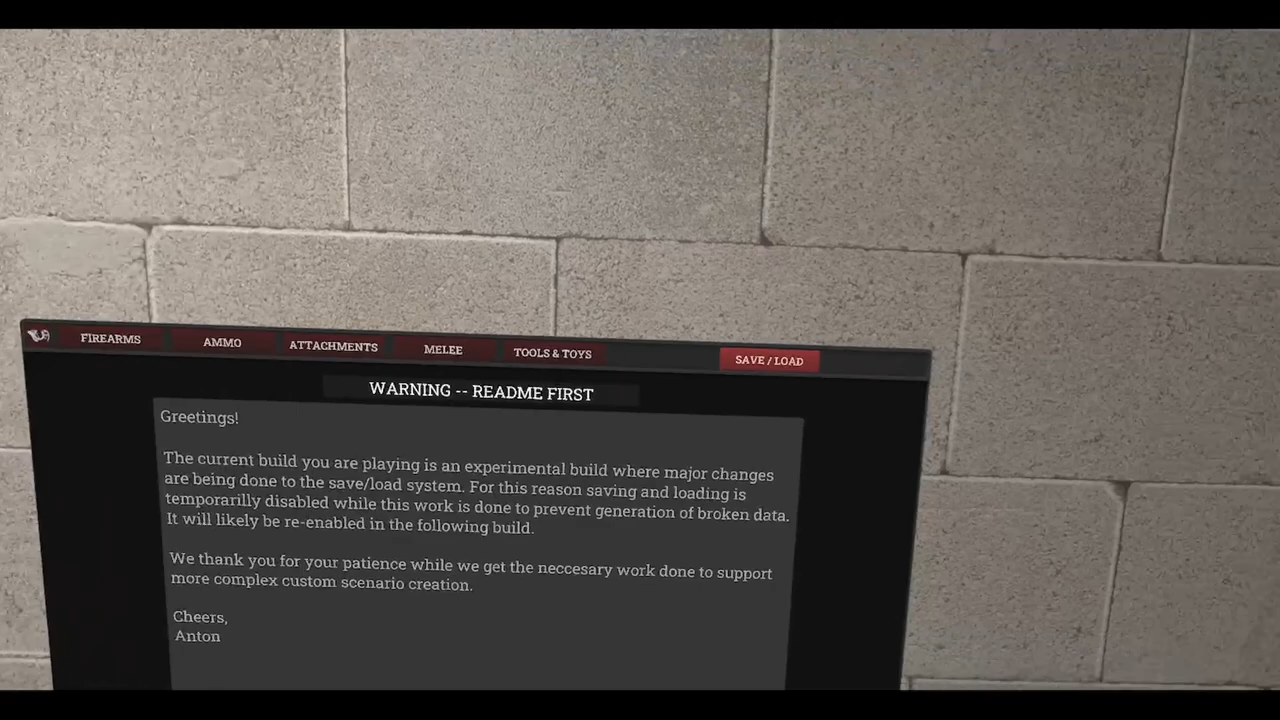 FIREARMS AMMO ATTACHMENTS MELEE TOOLS & TOYS SAVE / LOAD
WARNING -- README FIRST
Greetings!
The current build you are playing is an experimental build where major changes
are being done to the save/load system. For this reason saving and loading is
temporarilly disabled while this work is done to prevent generation of broken data.
It will likely be re-enabled in the following build.
We thank you for your patience while we get the neccesary work done to support
more complex custom scenario creation.
Cheers,
Anton